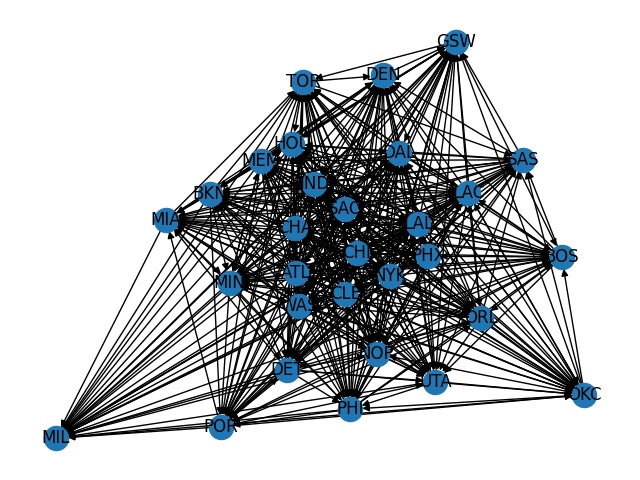 GSW
DEN
TOR
HOU
DAL
MEM
SAS
IND
BKN
LAC
SAC
MIA
LAL
CHA
CHI
PHX
BOS
ATL
NYK
MIN
CLE
WAS
ORL
NOP
DET
UTA
OKC
PHI
POR
MIL